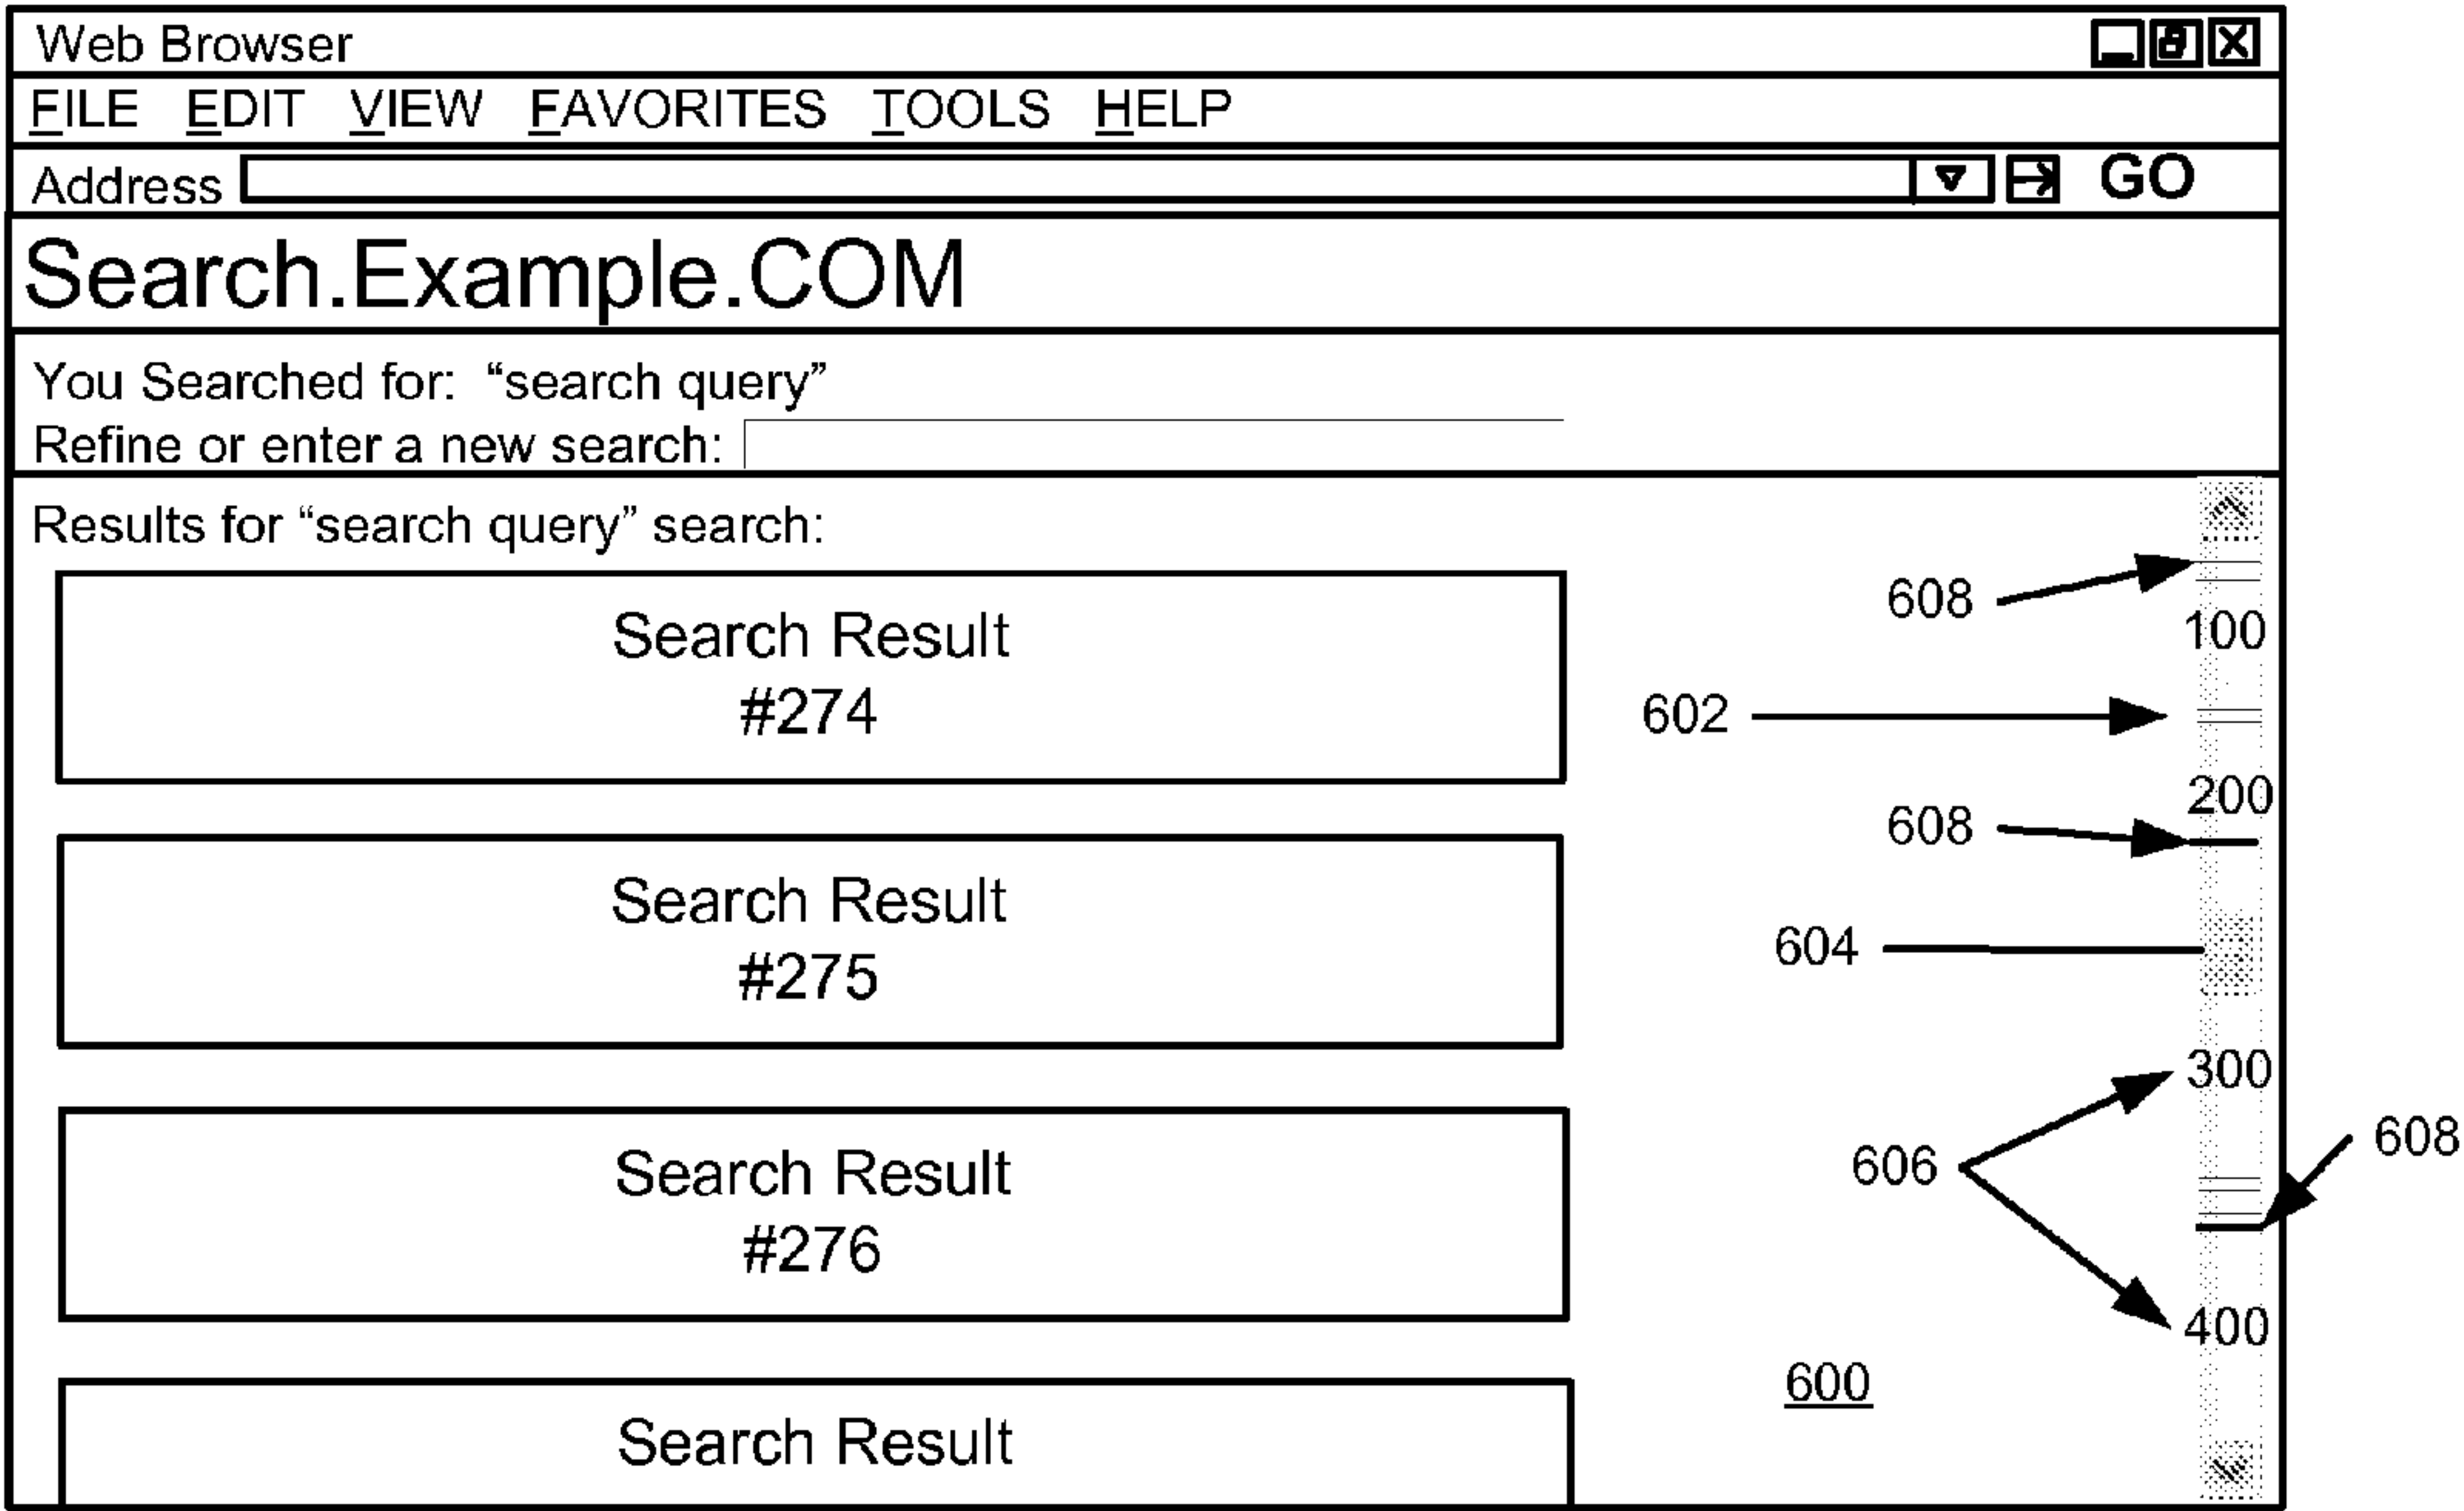 Web Browser
FILE EDIT VIEW FAVORITES TOOLS HELP
Address GO
Search.Example.COM
You Searched for: “search query”
Refine or enter a new search:
Results for “search query” search:
608
100
Search Result
#274
602
200
608
Search Result
#275
604
300
606
608
Search Result
#276
400
600
Search Result